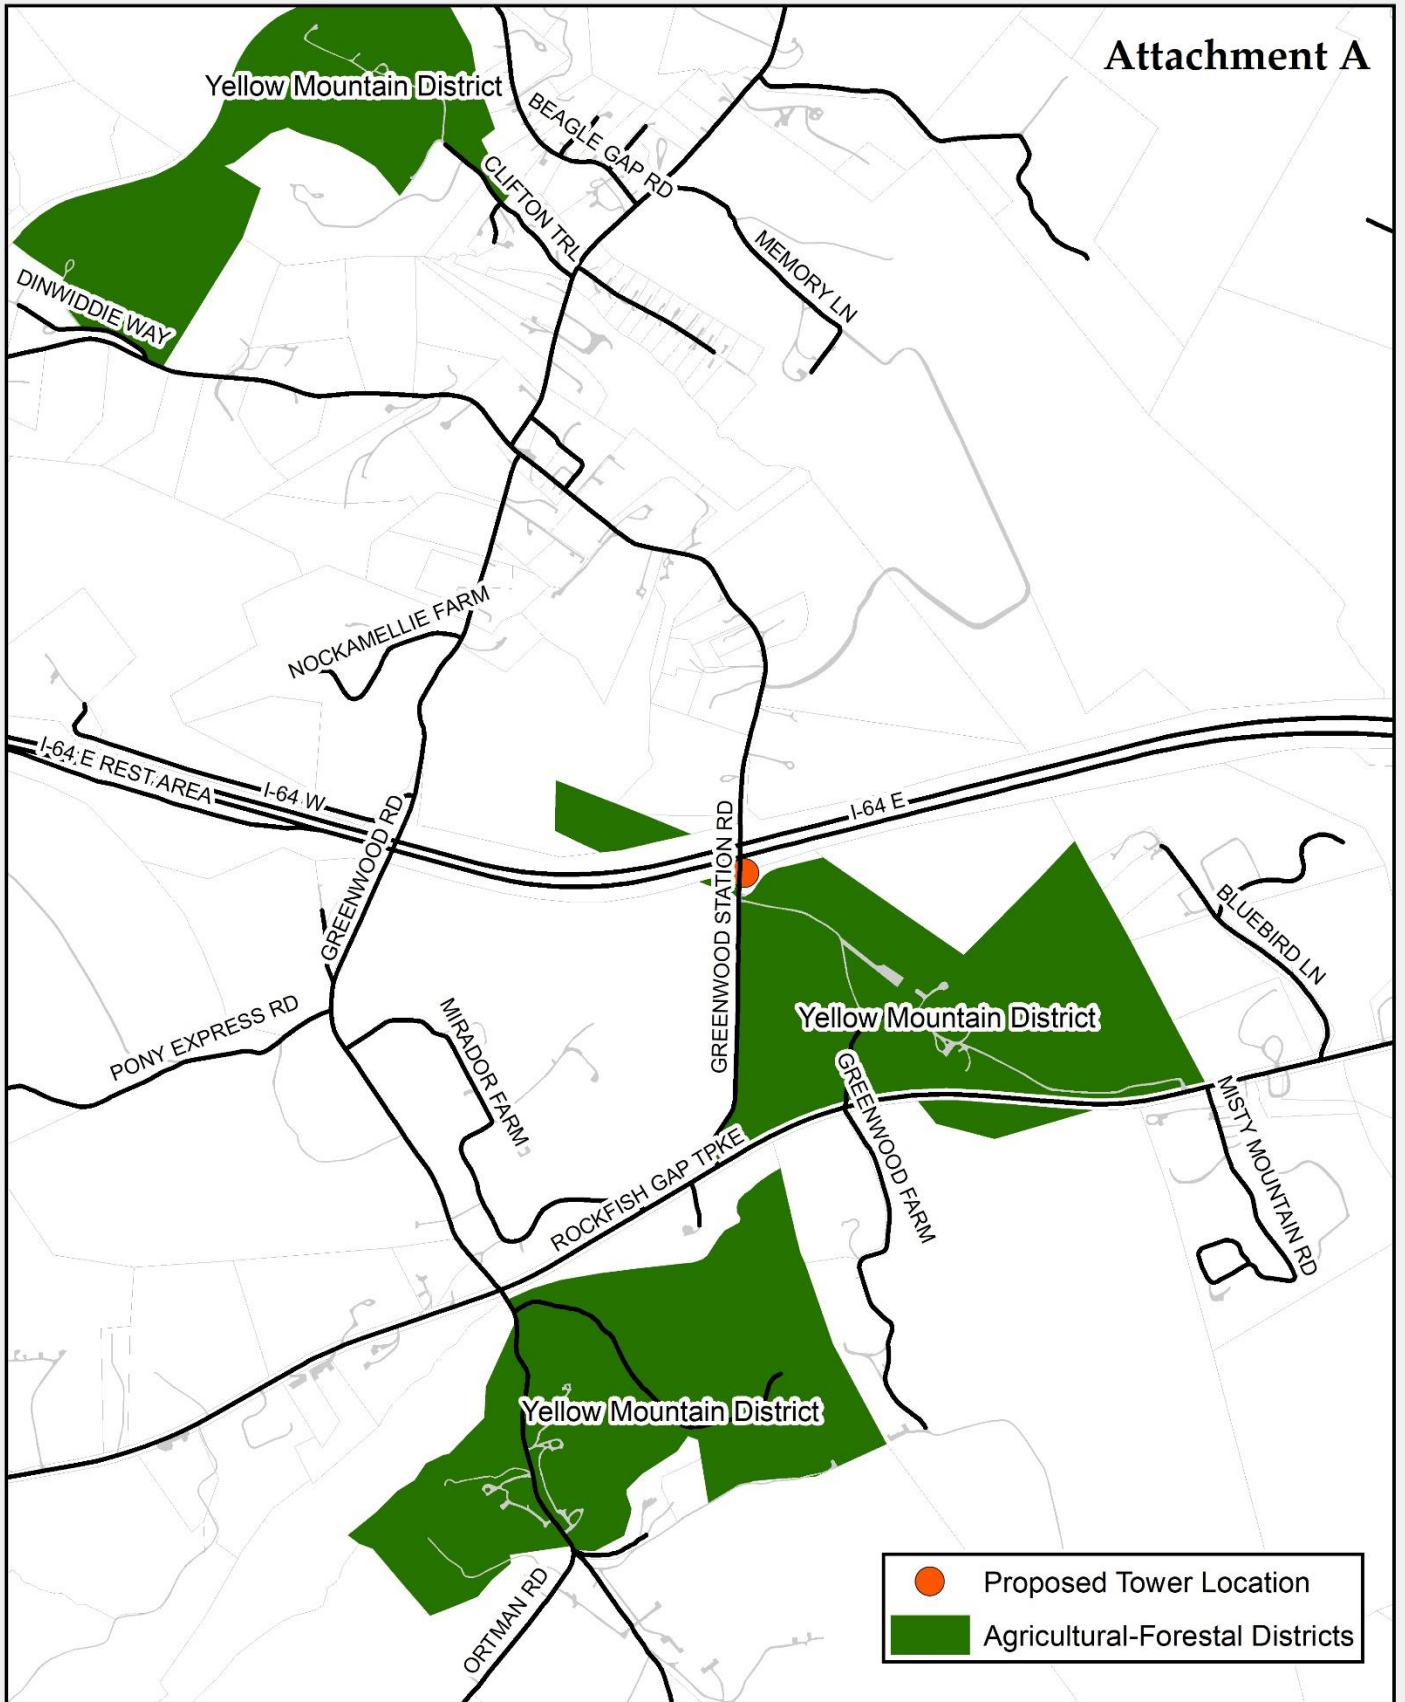 Attachment A
Yellow Mountain District
BEAGLE GAP RD
CLIFTON TRL
MEMORY LN
DINWIDDIE WAY
NOCKAMELLIE FARM
I-64 E REST AREA
I-64 W
I-64 E
GREENWOOD RD
GREENWOOD STATION RD
BLUEBIRD LN
PONY EXPRESS RD
MIRADOR FARM
Yellow Mountain District
GREENWOOD FARM
MISTY MOUNTAIN RD
ROCKFISH GAP TPKE
Yellow Mountain District
ORTMAN RD
Proposed Tower Location
Agricultural-Forestal Districts